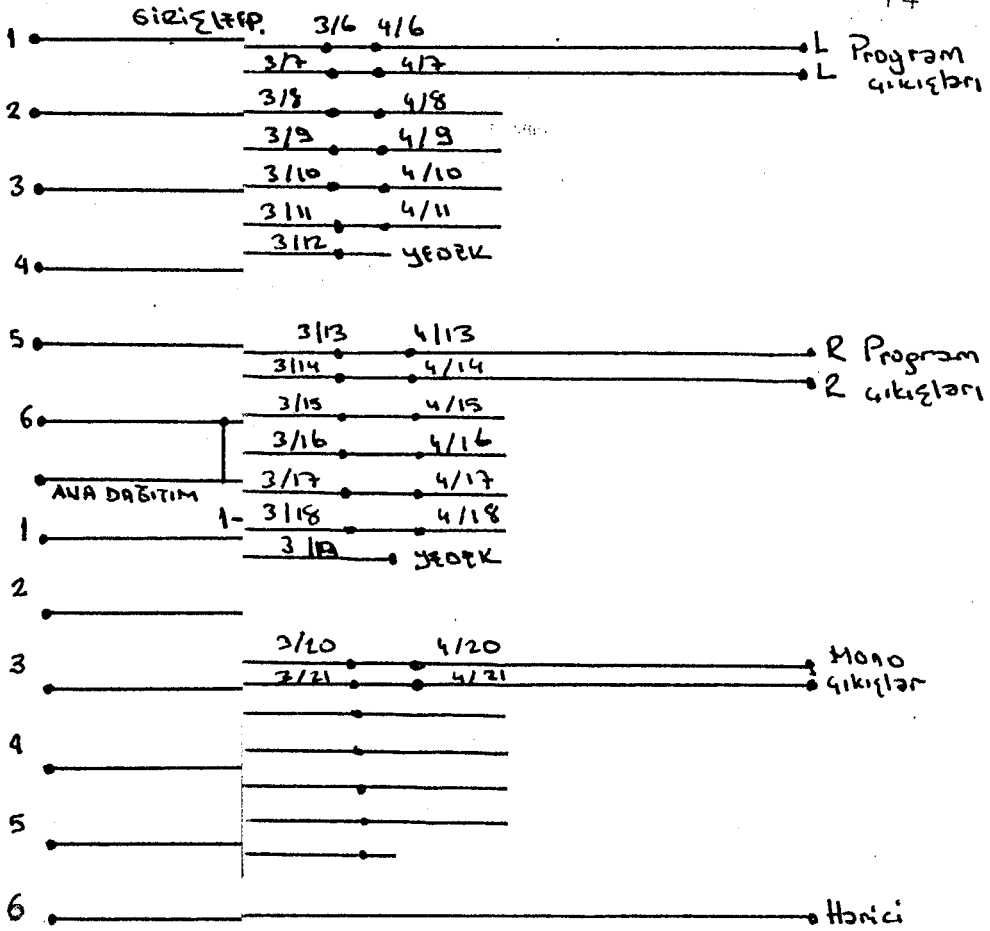 GİRİŞLTFP. 3/6 4/6
1
L Program
3/7 4/7
L çıkışları
3/8 4/8
2
3/9 4/9
3/10 4/10
3
3/11 4/11
3/12 YEDEK
4
3/13 4/13
5
R Program
3/14 4/14
R çıkışları
3/15 4/15
6
3/16 4/16
3/17 4/17
ANA DAĞITIM
1- 3/18 4/18
1
YEDEK
2
3/20 4/20
3
Mono
3/21 4/21
çıkışlar
4
5
6
Harici